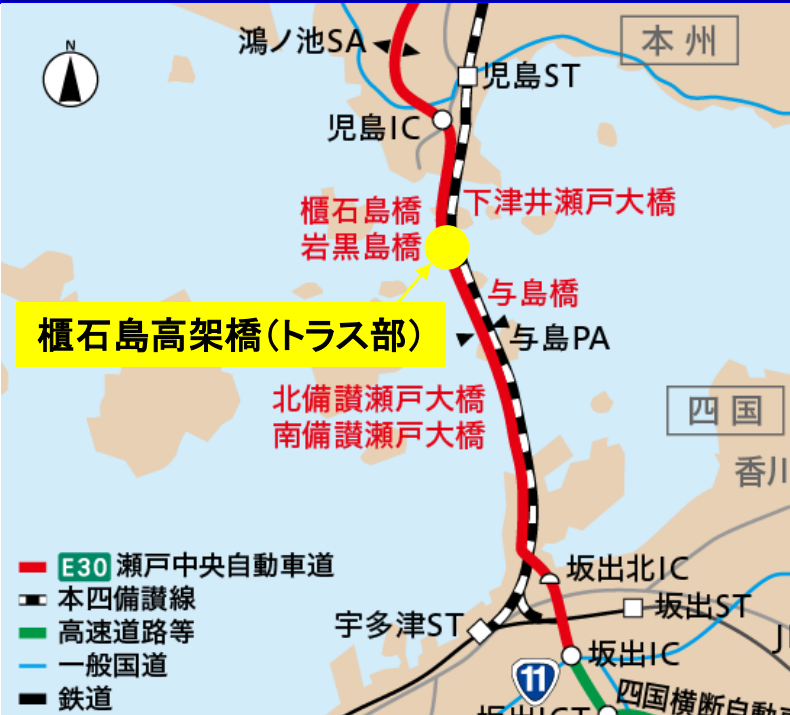 鴻ノ池SA
本州
N
児島ST
児島IC
櫃石島橋
下津井瀬戸大橋
岩黒島橋
与島橋
櫃石島高架橋（トラス部）
与島PA
北備讃瀬戸大橋
南備讃瀬戸大橋
四国
香川
E30 瀬戸中央自動車道
本四備讃線
高速道路等
一般国道
鉄道
坂出北IC
坂出ST
宇多津ST
坂出IC
11
四国横断自動